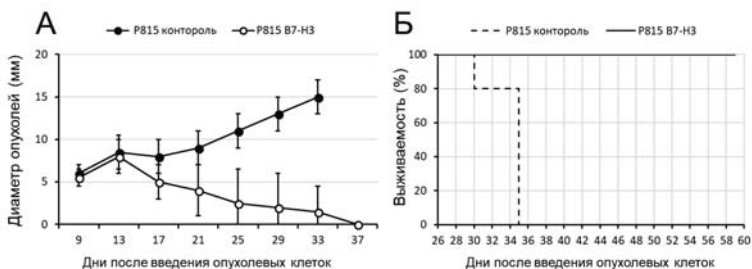 А
P815 контороль
P815 B7-H3
Диаметр опухолей (мм)
20
15
10
5
0
9 13 17 21 25 29 33 37
Дни после введения опухолевых клеток
Б
P815 контороль
P815 B7-H3
Выживаемость (%)
100
80
60
40
20
0
26 28 30 32 34 36 38 40 42 44 46 48 50 52 54 56 58 60
Дни после введения опухолевых клеток